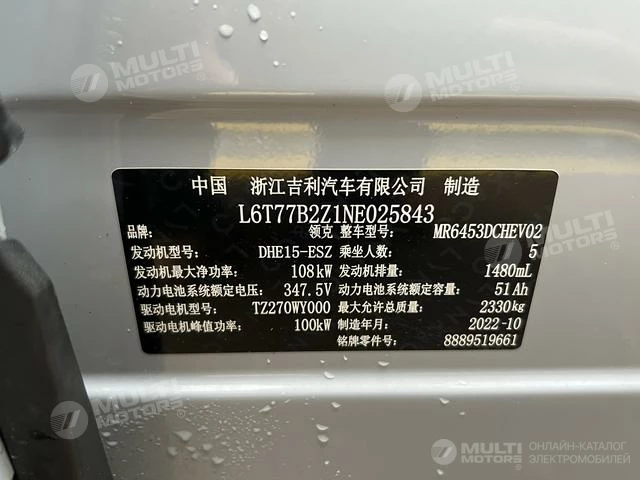 MULTI MOTORS®
MULTI MOTORS®
中国 浙江吉利汽车有限公司 制造
L6T77B2Z1NE025843
品牌: 领克 整车型号: MR6453DCHEV02
发动机型号: DHE15-ESZ 乘坐人数: 5
发动机最大净功率: 108kW 发动机排量: 1480mL
动力电池系统额定电压: 347.5V 动力电池系统额定容量: 51Ah
驱动电机型号: TZ270WY000 最大允许总质量: 2330kg
驱动电机峰值功率: 100kW 制造年月: 2022-10
铭牌零件号: 8889519661
MULTI MOTORS®
MULTI MOTORS®
MULTI MOTORS® ОНЛАЙН-КАТАЛОГ ЭЛЕКТРОМОБИЛЕЙ